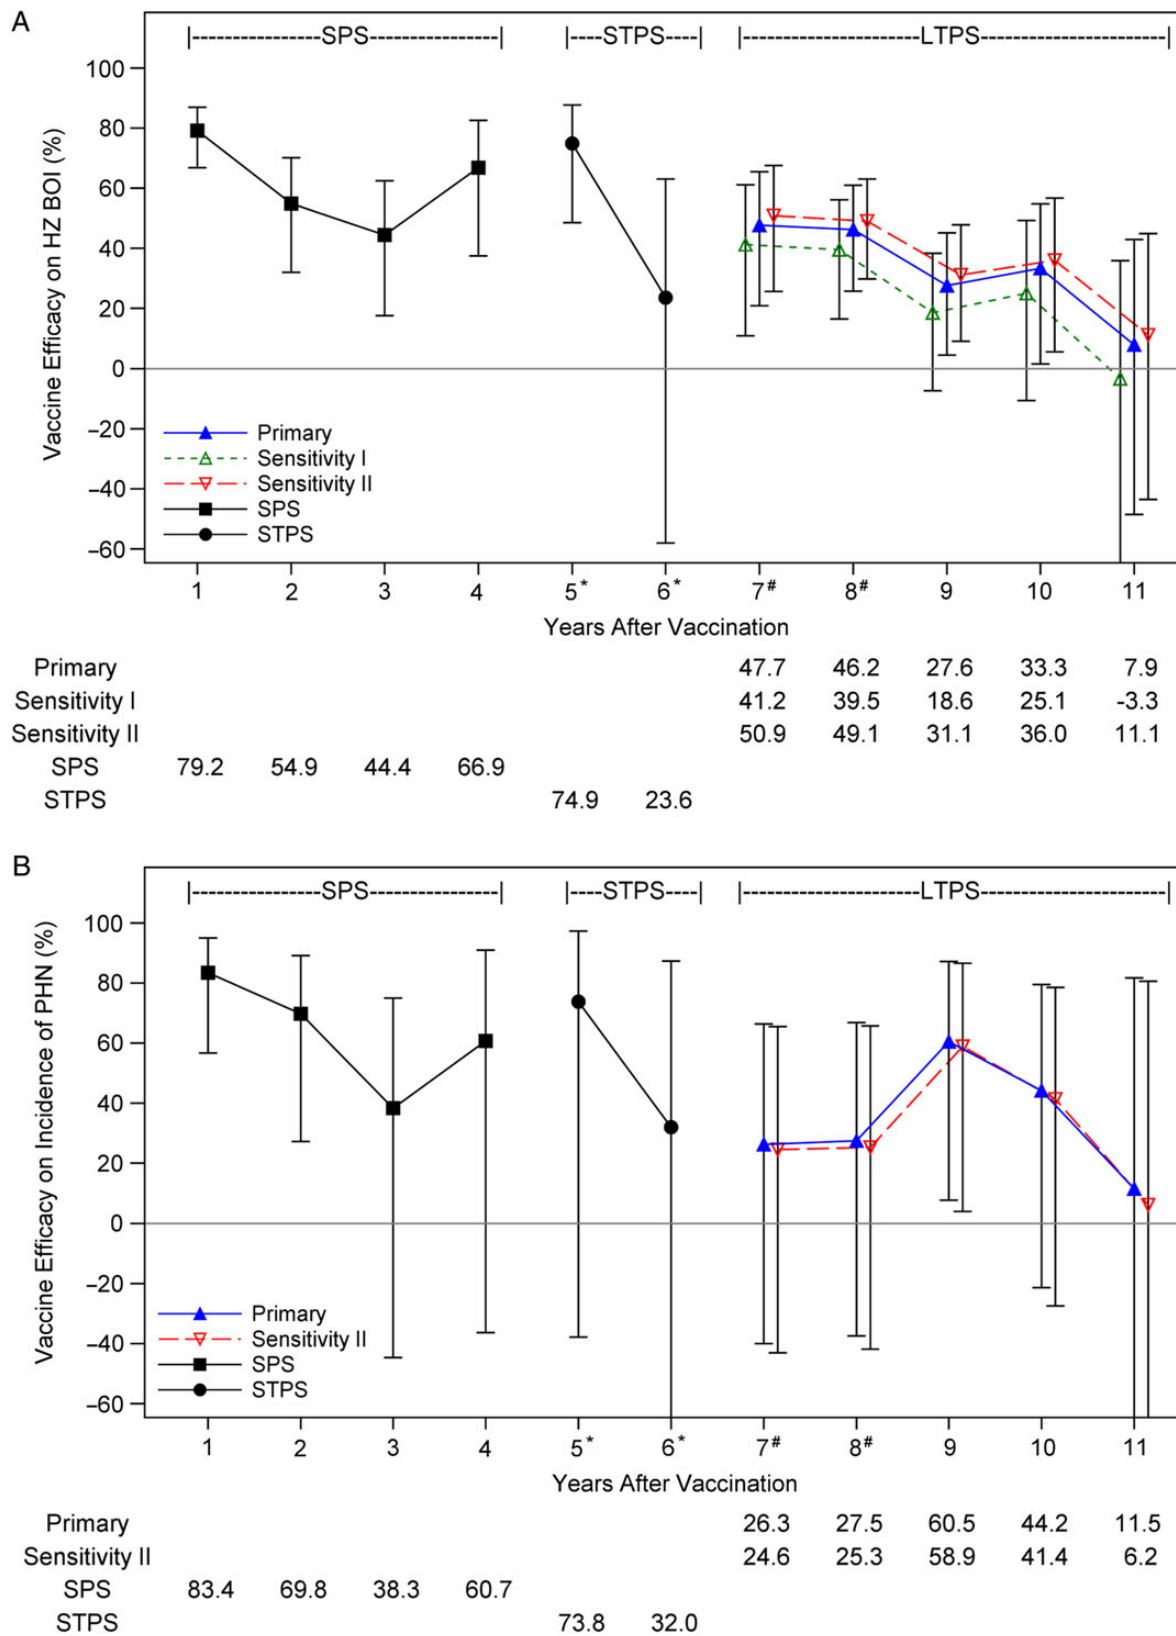 A
|-----------------SPS-----------------| |----STPS----| |-----------------------LTPS------------------------|
Vaccine Efficacy on HZ BOI (%)
100
80
60
40
20
0
–20
–40
–60
Primary
Sensitivity I
Sensitivity II
SPS
STPS
1 2 3 4 5* 6* 7# 8# 9 10 11
Years After Vaccination
Primary 47.7 46.2 27.6 33.3 7.9
Sensitivity I 41.2 39.5 18.6 25.1 -3.3
Sensitivity II 50.9 49.1 31.1 36.0 11.1
SPS 79.2 54.9 44.4 66.9
STPS 74.9 23.6
B
|-----------------SPS-----------------| |----STPS----| |-----------------------LTPS------------------------|
Vaccine Efficacy on Incidence of PHN (%)
100
80
60
40
20
0
–20
–40
–60
Primary
Sensitivity II
SPS
STPS
1 2 3 4 5* 6* 7# 8# 9 10 11
Years After Vaccination
Primary 26.3 27.5 60.5 44.2 11.5
Sensitivity II 24.6 25.3 58.9 41.4 6.2
SPS 83.4 69.8 38.3 60.7
STPS 73.8 32.0